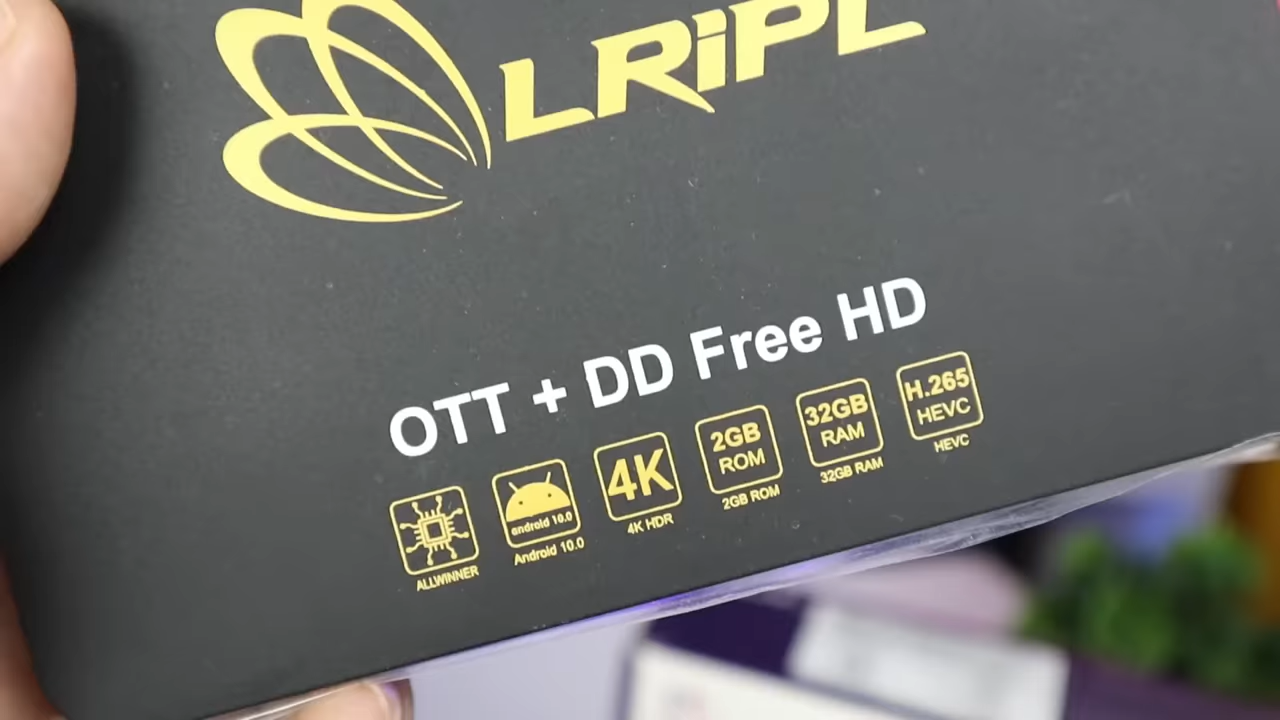 LRiPL
OTT + DD Free HD
ALLWINNER
android 10.0
Android 10.0
4K
4K HDR
2GB
ROM
2GB ROM
32GB
RAM
32GB RAM
H.265
HEVC
HEVC